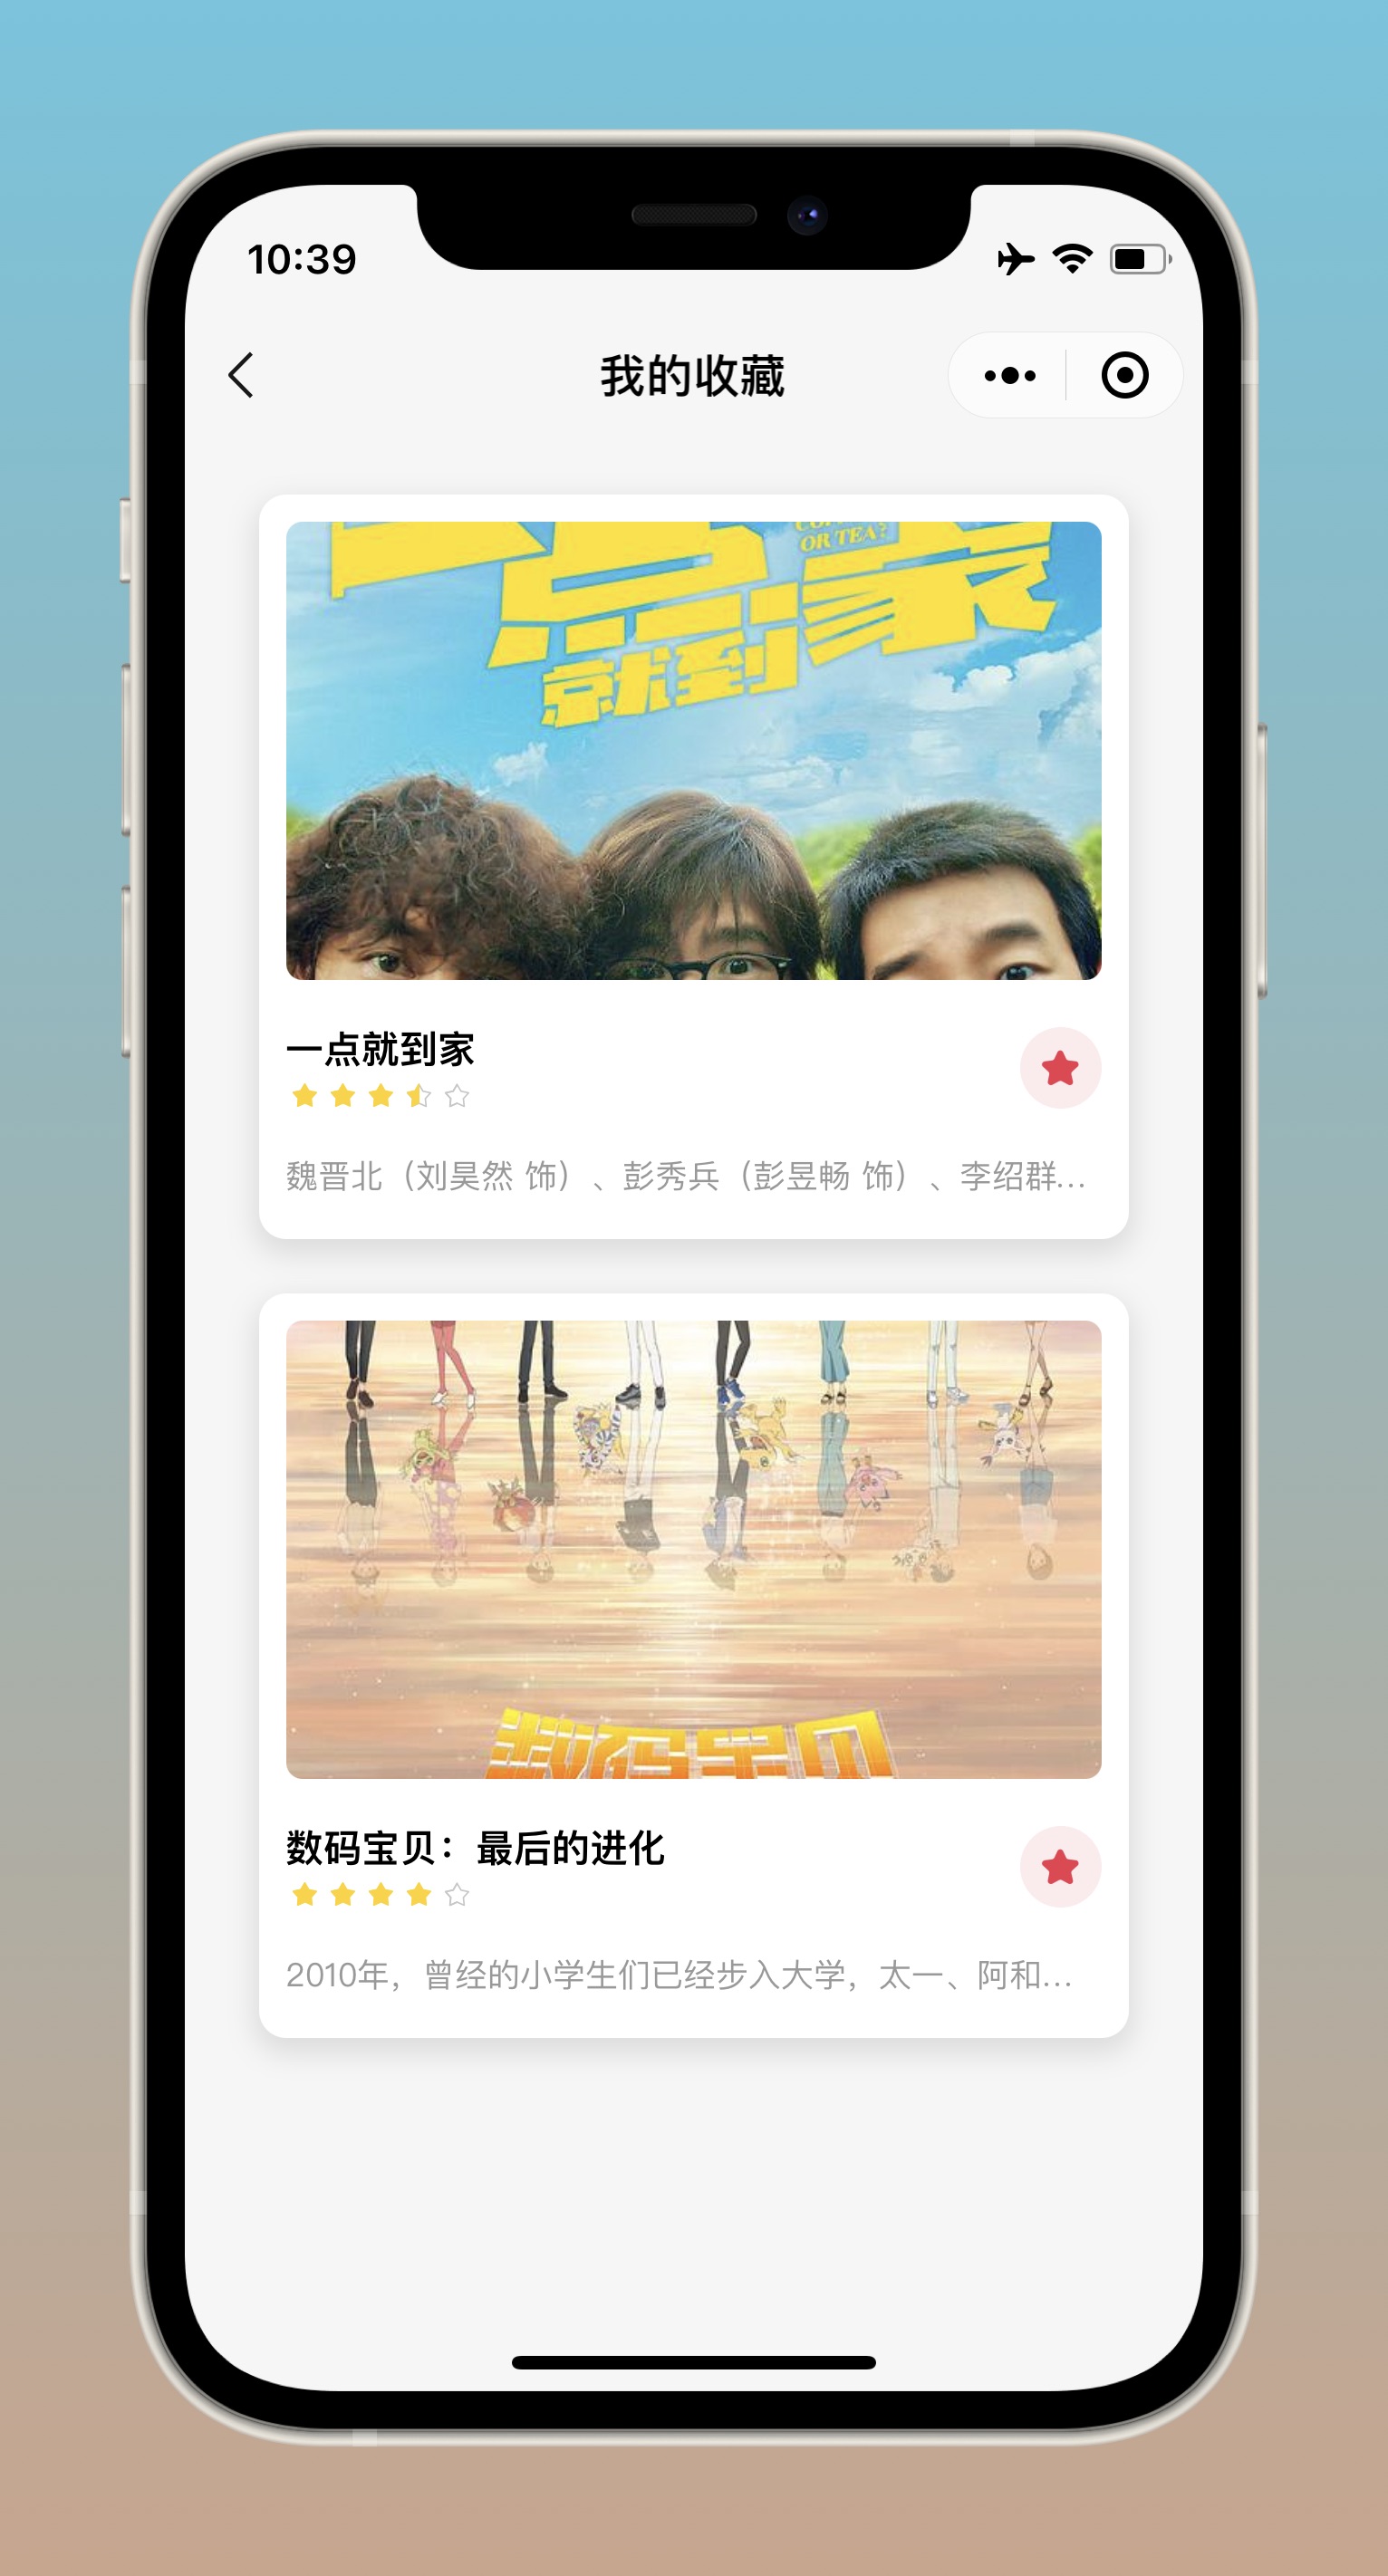 10:39
我的收藏
OR TEA?
就到家
一点就到家
魏晋北（刘昊然 饰）、彭秀兵（彭昱畅 饰）、李绍群...
数码宝贝
数码宝贝：最后的进化
2010年，曾经的小学生们已经步入大学，太一、阿和...